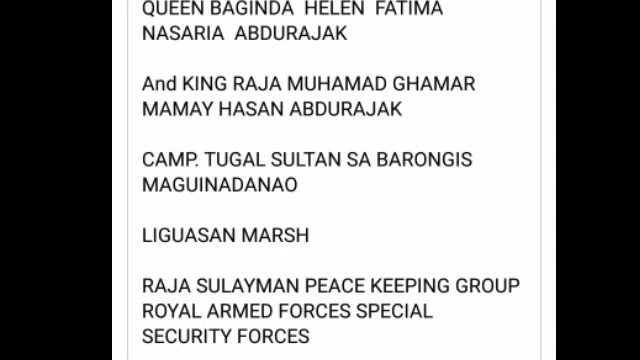 QUEEN BAGINDA HELEN FATIMA
NASARIA ABDURAJAK
And KING RAJA MUHAMAD GHAMAR
MAMAY HASAN ABDURAJAK
CAMP. TUGAL SULTAN SA BARONGIS
MAGUINADANAO
LIGUASAN MARSH
RAJA SULAYMAN PEACE KEEPING GROUP
ROYAL ARMED FORCES SPECIAL
SECURITY FORCES